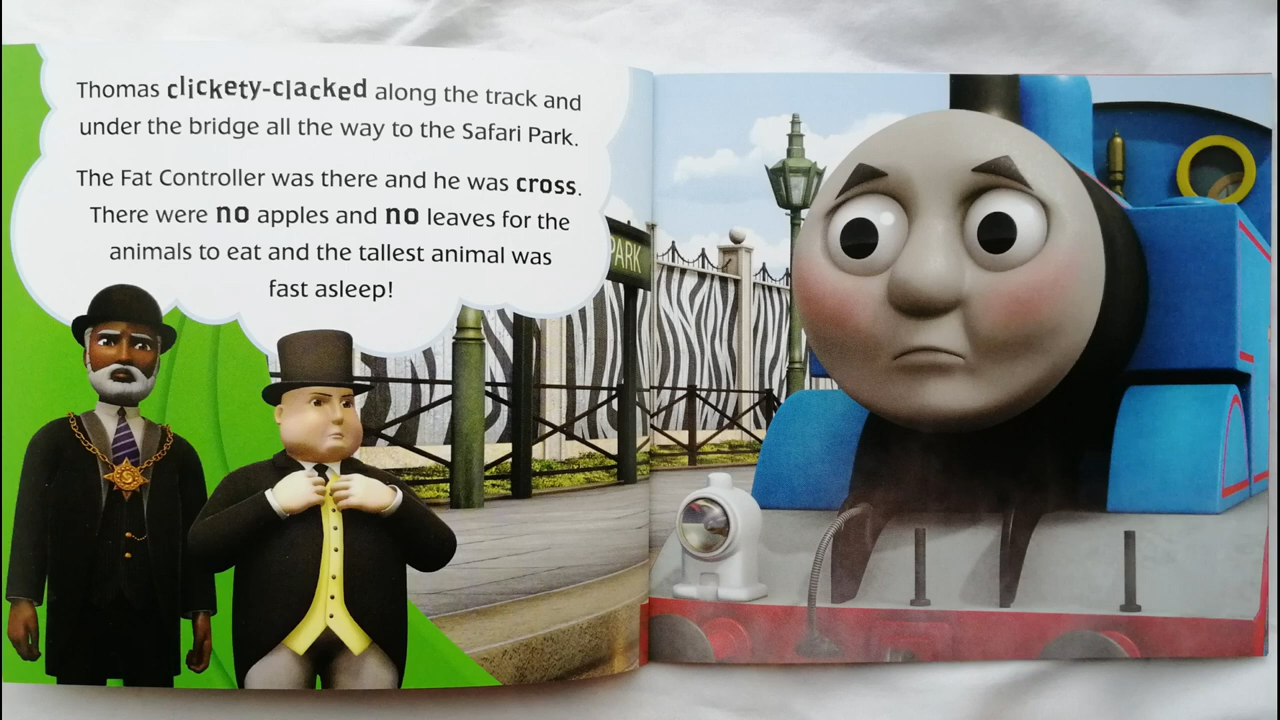 Thomas clickety-clacked along the track and
under the bridge all the way to the Safari Park.
The Fat Controller was there and he was cross.
There were no apples and no leaves for the
animals to eat and the tallest animal was
fast asleep!
PARK